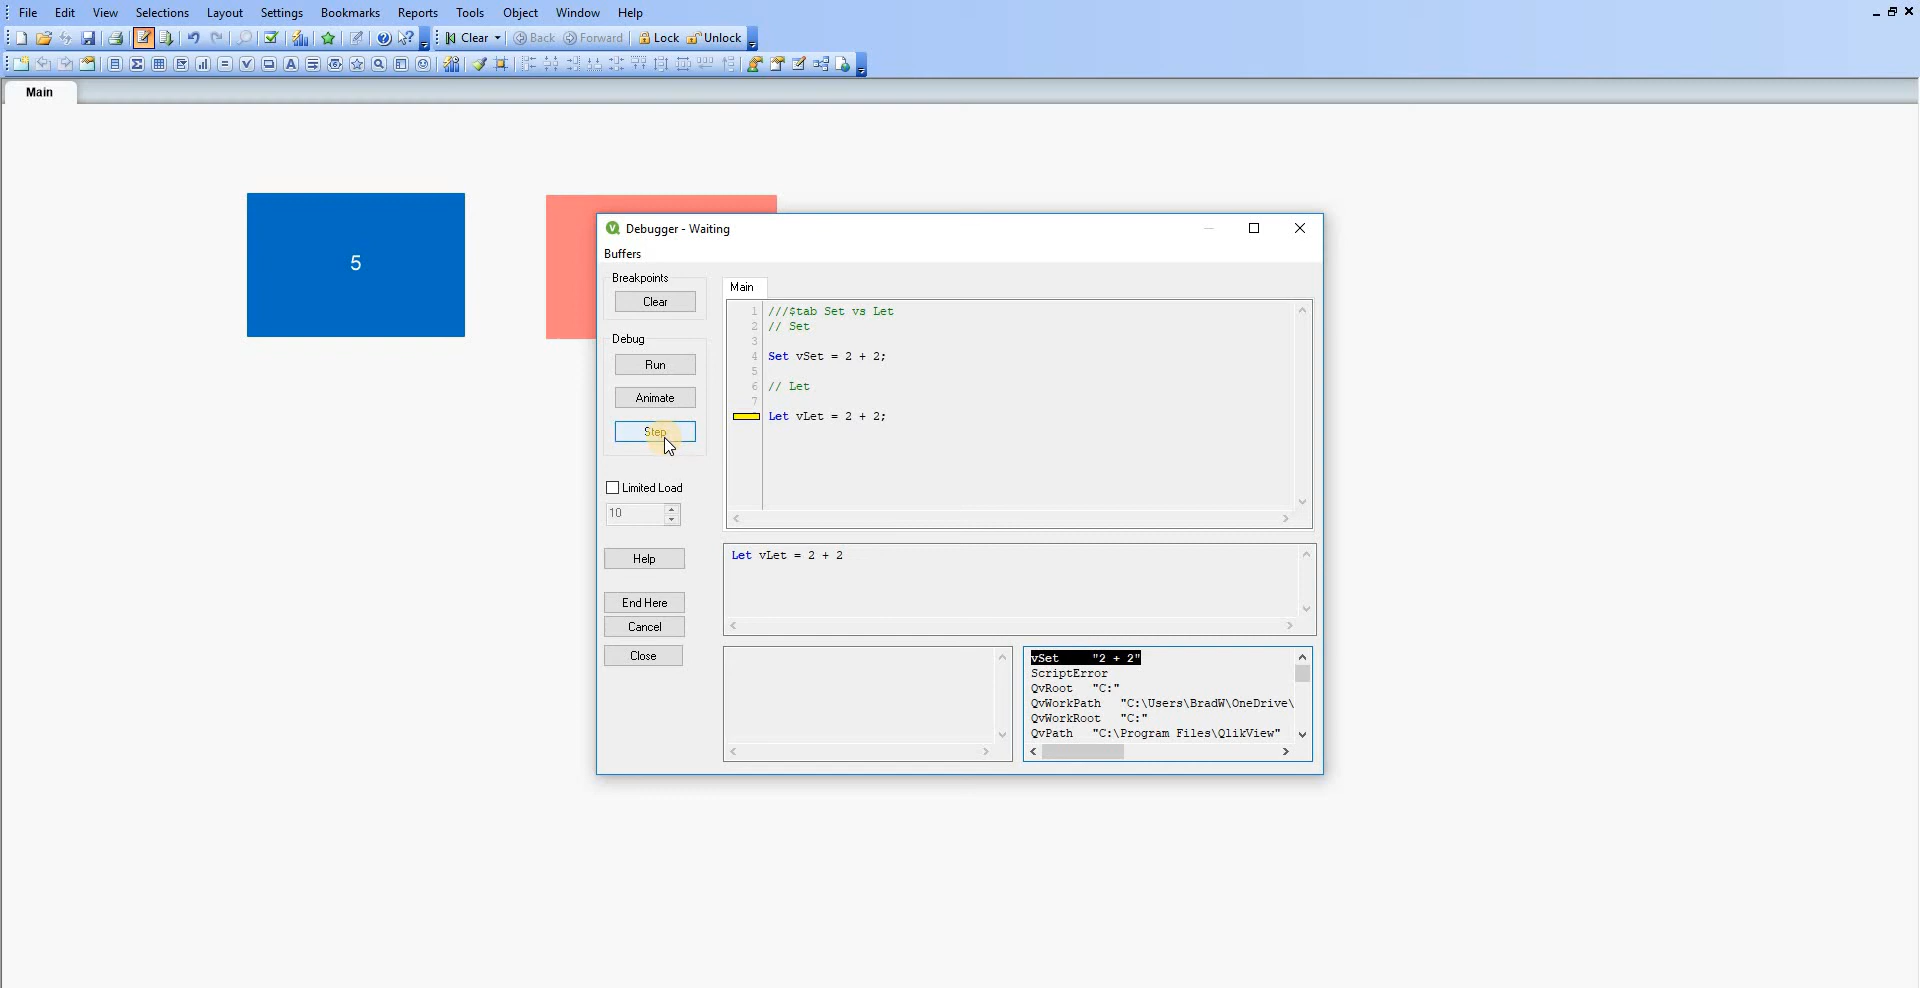 File Edit View Selections Layout Settings Bookmarks Reports Tools Object Window Help
Clear Back Forward Lock Unlock
Main
5
Debugger - Waiting
Buffers
Breakpoints
Clear
Debug
Run
Animate
Step
Limited Load
10
Help
End Here
Cancel
Close
Main
1 ///$tab Set vs Let
2 // Set
3
4 Set vSet = 2 + 2;
5
6 // Let
7
Let vLet = 2 + 2;
Let vLet = 2 + 2
vSet "2 + 2"
ScriptError
QvRoot "C:"
QvWorkPath "C:\Users\BradW\OneDrive\
QvWorkRoot "C:"
QvPath "C:\Program Files\QlikView"